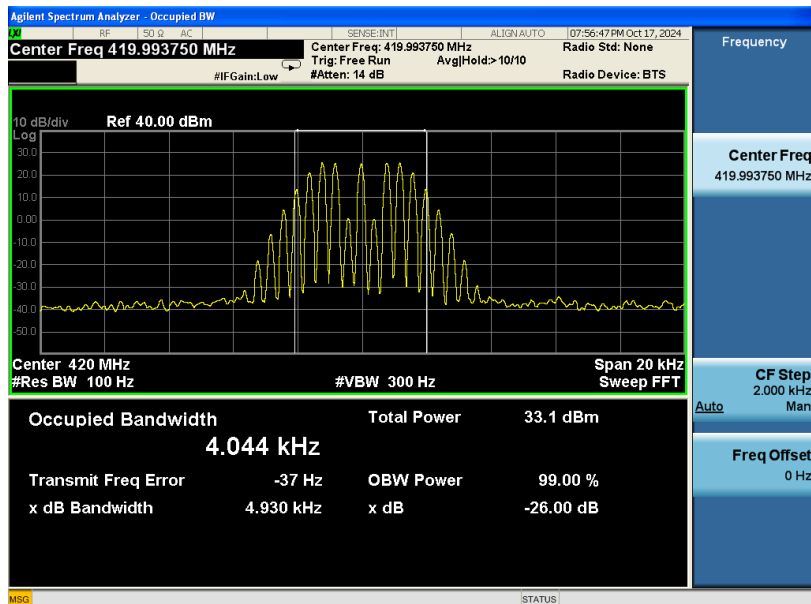 Agilent Spectrum Analyzer - Occupied BW
LXI RF 50 Ω AC SENSE:INT ALIGN AUTO 07:56:47 PM Oct 17, 2024
Center Freq 419.993750 MHz
Center Freq: 419.993750 MHz
Radio Std: None
Trig: Free Run Avg|Hold:> 10/10
#IFGain:Low #Atten: 14 dB Radio Device: BTS
10 dB/div Ref 40.00 dBm
Log
30.0
20.0
10.0
0.00
-10.0
-20.0
-30.0
-40.0
-50.0
Center 420 MHz Span 20 kHz
#Res BW 100 Hz #VBW 300 Hz Sweep FFT
Occupied Bandwidth Total Power 33.1 dBm
4.044 kHz
Transmit Freq Error -37 Hz OBW Power 99.00 %
x dB Bandwidth 4.930 kHz x dB -26.00 dB
Frequency
Center Freq
419.993750 MHz
CF Step
2.000 kHz
Auto Man
Freq Offset
0 Hz
MSG STATUS